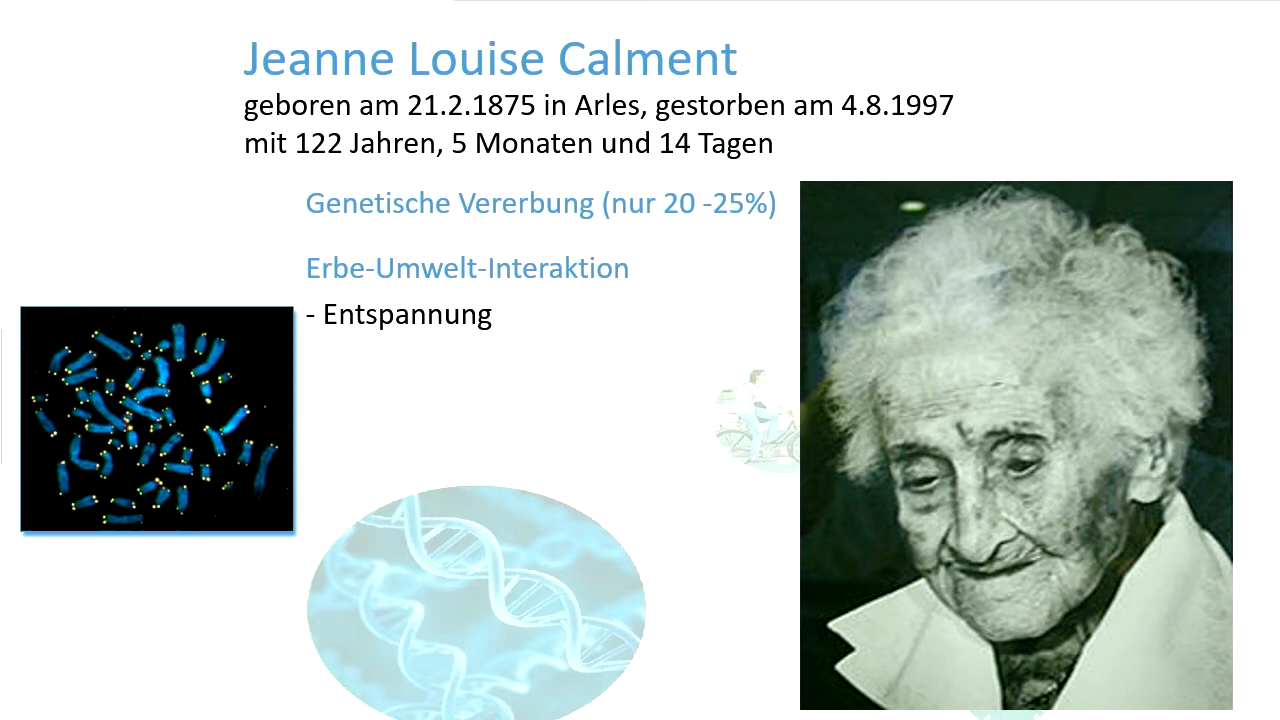 Jeanne Louise Calment
geboren am 21.2.1875 in Arles, gestorben am 4.8.1997
mit 122 Jahren, 5 Monaten und 14 Tagen
Genetische Vererbung (nur 20 -25%)
Erbe-Umwelt-Interaktion
- Entspannung